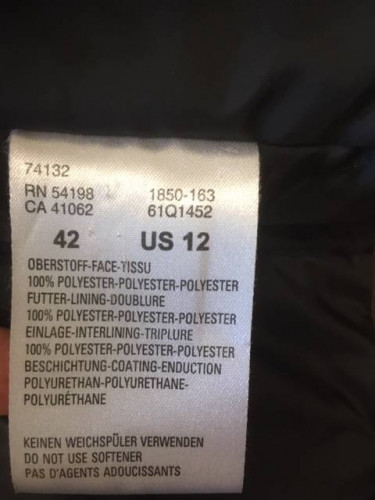 74132
RN 54198 1850-163
CA 41062 61Q1452
42 US 12
OBERSTOFF-FACE-TISSU
100% POLYESTER-POLYESTER-POLYESTER
FUTTER-LINING-DOUBLURE
100% POLYESTER-POLYESTER-POLYESTER
EINLAGE-INTERLINING-TRIPLURE
100% POLYESTER-POLYESTER-POLYESTER
BESCHICHTUNG-COATING-ENDUCTION
POLYURETHAN-POLYURETHANE-
POLYURÉTHANE
KEINEN WEICHSPÜLER VERWENDEN
DO NOT USE SOFTENER
PAS D'AGENTS ADOUCISSANTS